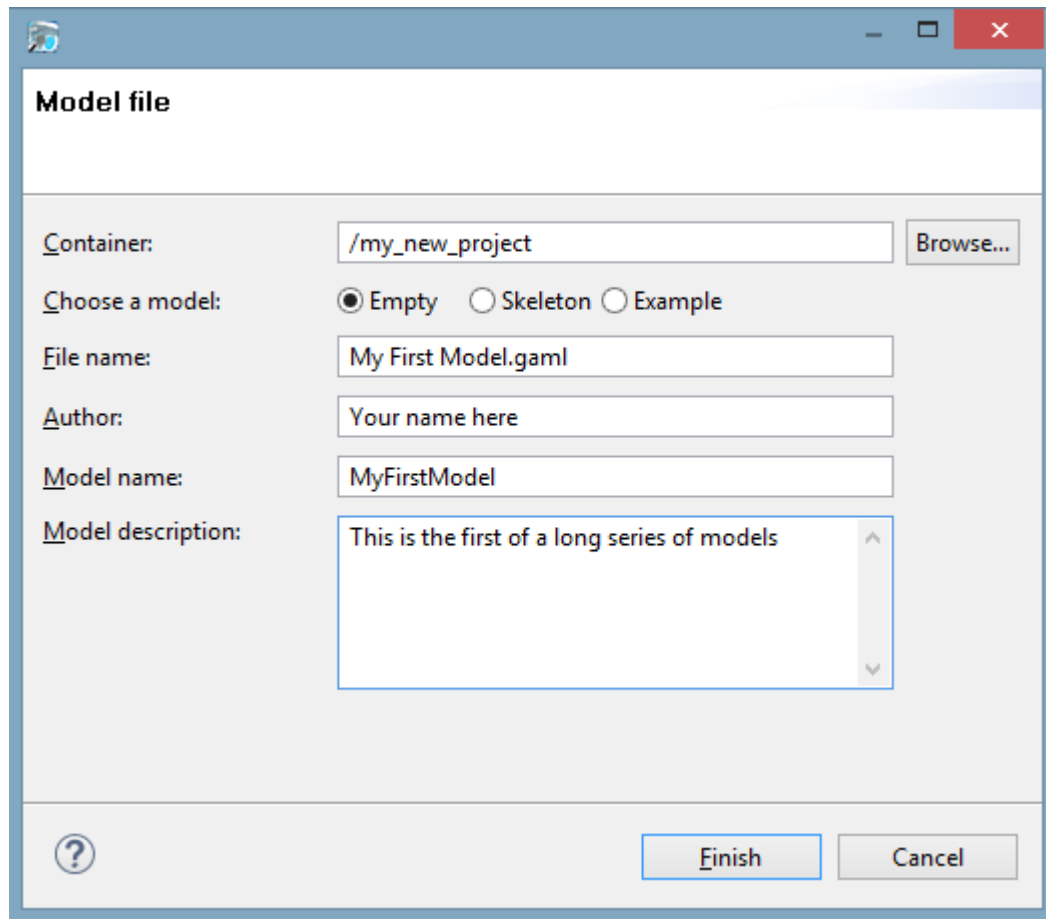 Model file
Container: /my_new_project Browse...
Choose a model: Empty Skeleton Example
File name: My First Model.gaml
Author: Your name here
Model name: MyFirstModel
Model description: This is the first of a long series of models
? Finish Cancel